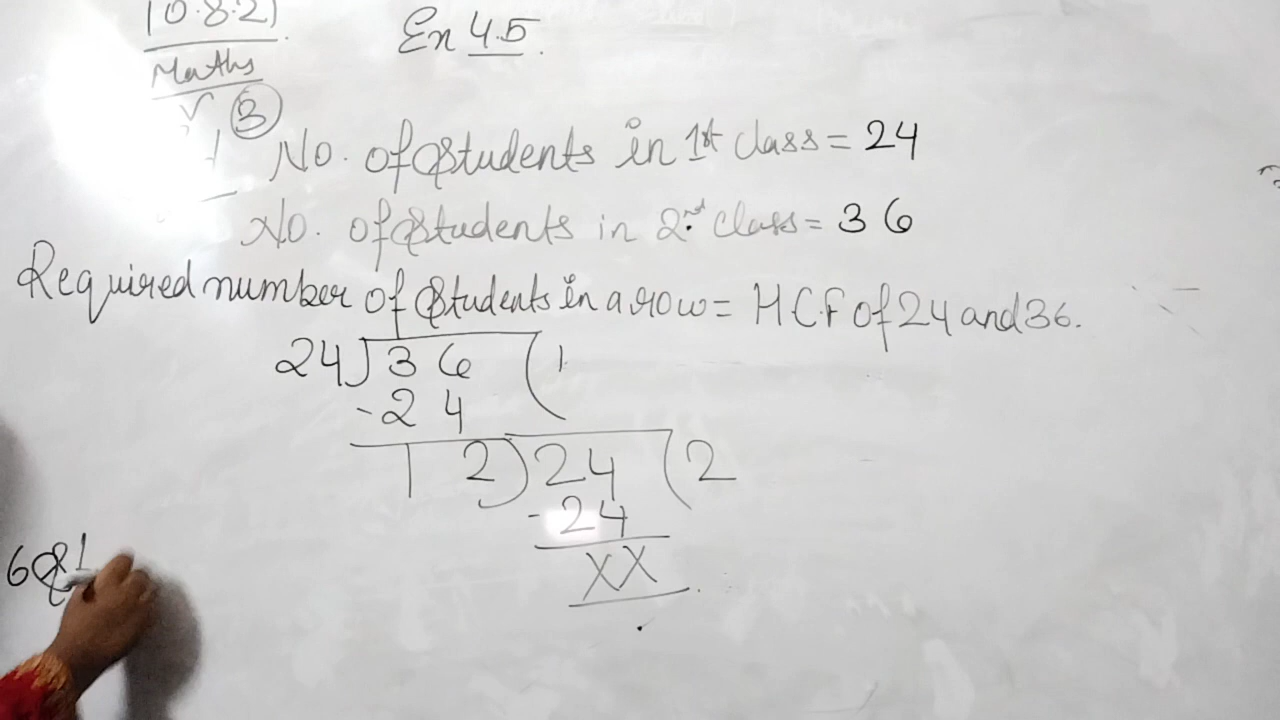 10.8.21
Ex 4.5.
Maths
V
3
No. of students in 1st class = 24
No. of students in 2nd class = 36
Required number of students in a row = HCF of 24 and 36.
24)36(1
-24
12)24(2
-24
XX